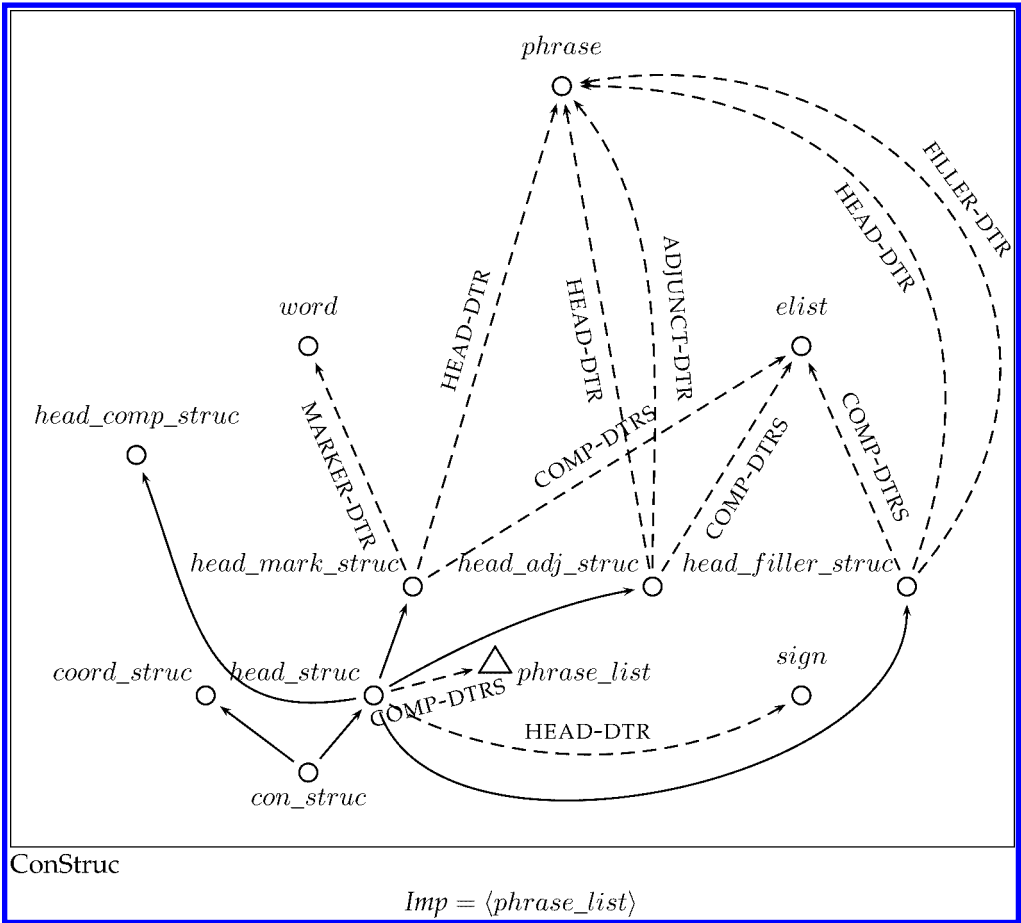 phrase
FILLER-DTR
HEAD-DTR
ADJUNCT-DTR
HEAD-DTR
HEAD-DTR
word
elist
head_comp_struc
MARKER-DTR
COMP-DTRS
COMP-DTRS
COMP-DTRS
head_mark_struc
head_adj_struc
head_filler_struc
coord_struc
head_struc
phrase_list
sign
COMP-DTRS
HEAD-DTR
con_struc
ConStruc
Imp = ⟨phrase_list⟩